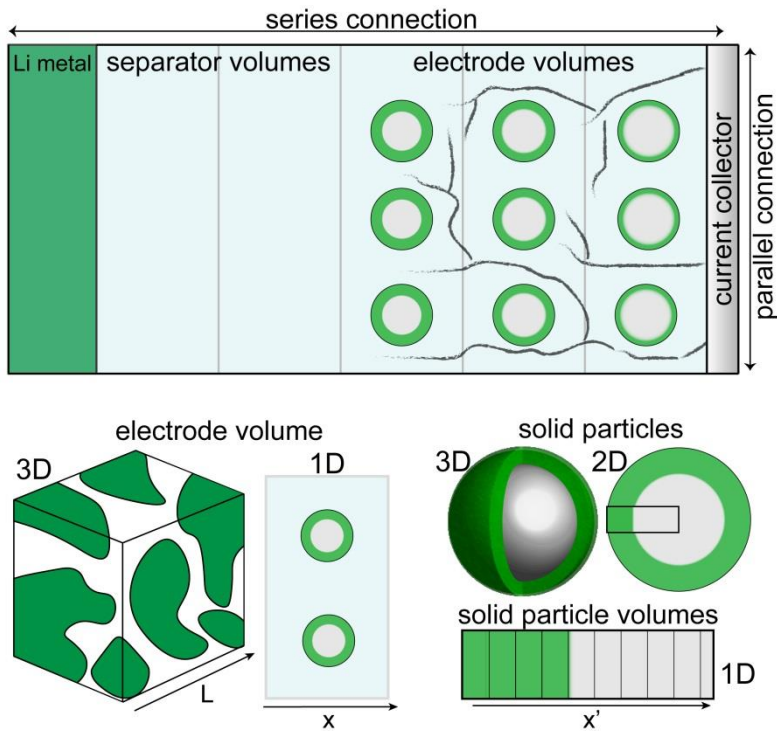 series connection
Li metal
separator volumes
electrode volumes
current collector
parallel connection
electrode volume
3D
1D
L
x
solid particles
3D
2D
solid particle volumes
1D
x'